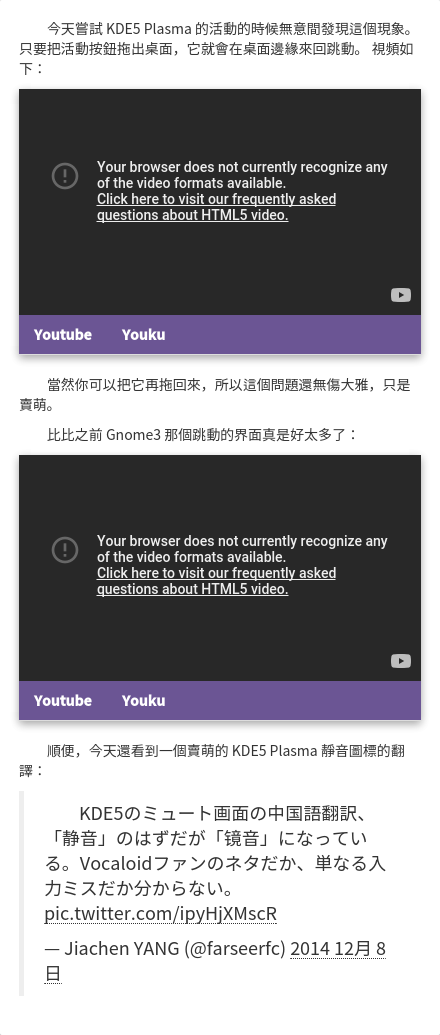 今天嘗試 KDE5 Plasma 的活動的時候無意間發現這個現象。
只要把活動按鈕拖出桌面，它就會在桌面邊緣來回跳動。 視頻如
下：
Your browser does not currently recognize any
of the video formats available.
Click here to visit our frequently asked
questions about HTML5 video.
Youtube Youku
當然你可以把它再拖回來，所以這個問題還無傷大雅，只是
賣萌。
比比之前 Gnome3 那個跳動的界面真是好太多了：
Your browser does not currently recognize any
of the video formats available.
Click here to visit our frequently asked
questions about HTML5 video.
Youtube Youku
順便，今天還看到一個賣萌的 KDE5 Plasma 靜音圖標的翻
譯：
KDE5のミュート画面の中国語翻訳、
「静音」のはずだが「镜音」になってい
る。Vocaloidファンのネタだか、単なる入
力ミスだか分からない。
pic.twitter.com/ipyHjXMscR
— Jiachen YANG (@farseerfc) 2014 12月 8
日